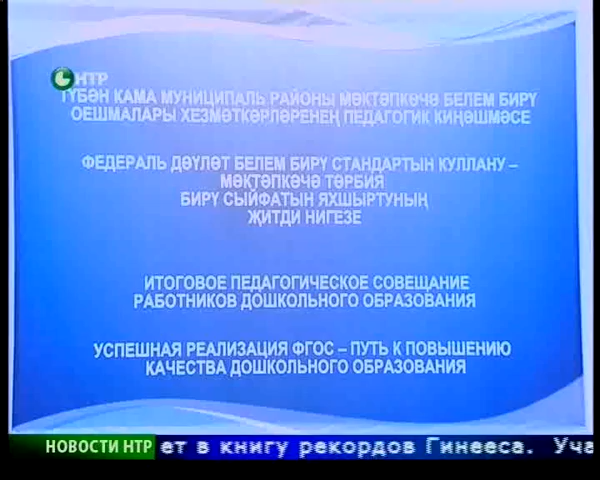 НТР
ТҮБӘН КАМА МУНИЦИПАЛЬ РАЙОНЫ МӘКТӘПКӘЧӘ БЕЛЕМ БИРҮ
ОЕШМАЛАРЫ ХЕЗМӘТКӘРЛӘРЕНЕҢ ПЕДАГОГИК КИҢӘШМӘСЕ
ФЕДЕРАЛЬ ДӘҮЛӘТ БЕЛЕМ БИРҮ СТАНДАРТЫН КУЛЛАНУ –
МӘКТӘПКӘЧӘ ТӘРБИЯ
БИРҮ СЫЙФАТЫН ЯХШЫРТУНЫҢ
ҖИТДИ НИГЕЗЕ
ИТОГОВОЕ ПЕДАГОГИЧЕСКОЕ СОВЕЩАНИЕ
РАБОТНИКОВ ДОШКОЛЬНОГО ОБРАЗОВАНИЯ
УСПЕШНАЯ РЕАЛИЗАЦИЯ ФГОС – ПУТЬ К ПОВЫШЕНИЮ
КАЧЕСТВА ДОШКОЛЬНОГО ОБРАЗОВАНИЯ
НОВОСТИ НТР ет в книгу рекордов Гинееса. Уча